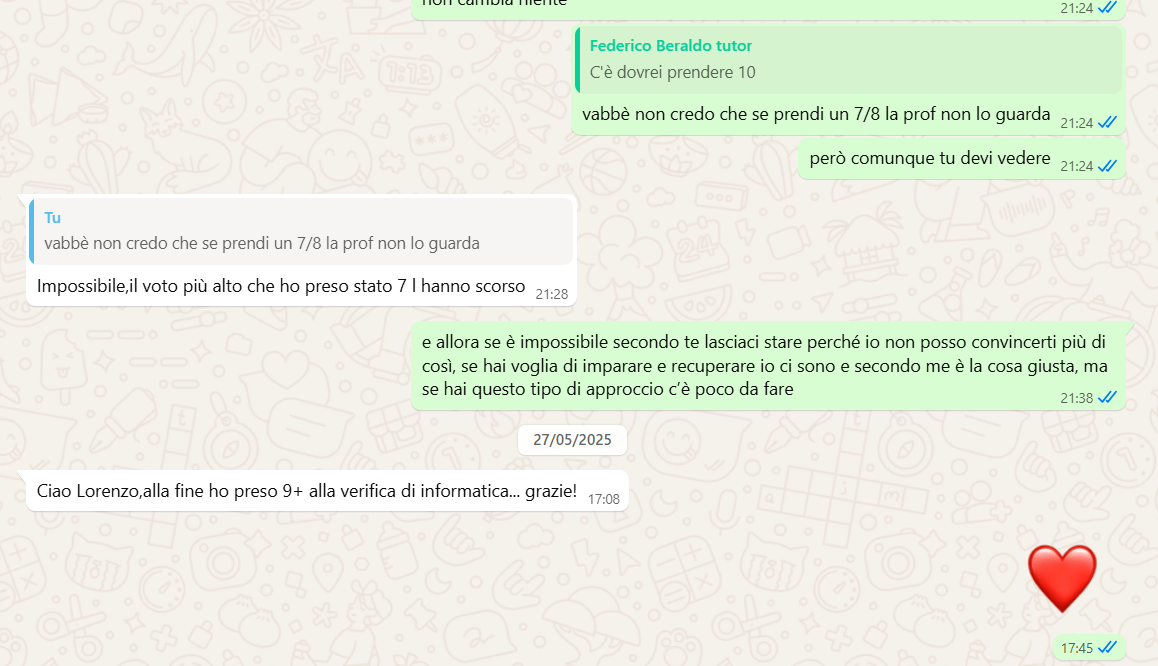 non cambia niente
21:24
Federico Beraldo tutor
C'è dovrei prendere 10
vabbè non credo che se prendi un 7/8 la prof non lo guarda
21:24
però comunque tu devi vedere
21:24
Tu
vabbè non credo che se prendi un 7/8 la prof non lo guarda
Impossibile,il voto più alto che ho preso stato 7 l hanno scorso
21:28
e allora se è impossibile secondo te lasciaci stare perché io non posso convincerti più di
così, se hai voglia di imparare e recuperare io ci sono e secondo me è la cosa giusta, ma
se hai questo tipo di approccio c’è poco da fare
21:38
27/05/2025
Ciao Lorenzo,alla fine ho preso 9+ alla verifica di informatica... grazie!
17:08
17:45